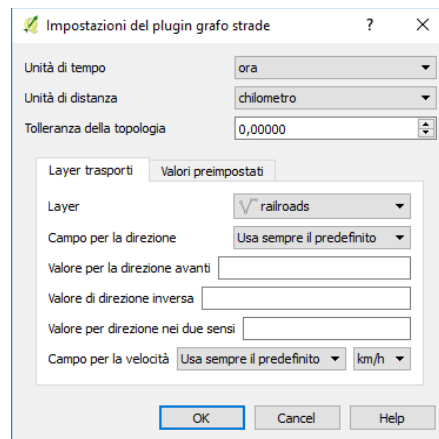 Impostazioni del plugin grafo strade ?
Unità di tempo ora
Unità di distanza chilometro
Tolleranza della topologia 0,00000
Layer trasporti Valori preimpostati
Layer railroads
Campo per la direzione Usa sempre il predefinito
Valore per la direzione avanti
Valore di direzione inversa
Valore per direzione nei due sensi
Campo per la velocità Usa sempre il predefinito km/h
OK Cancel Help